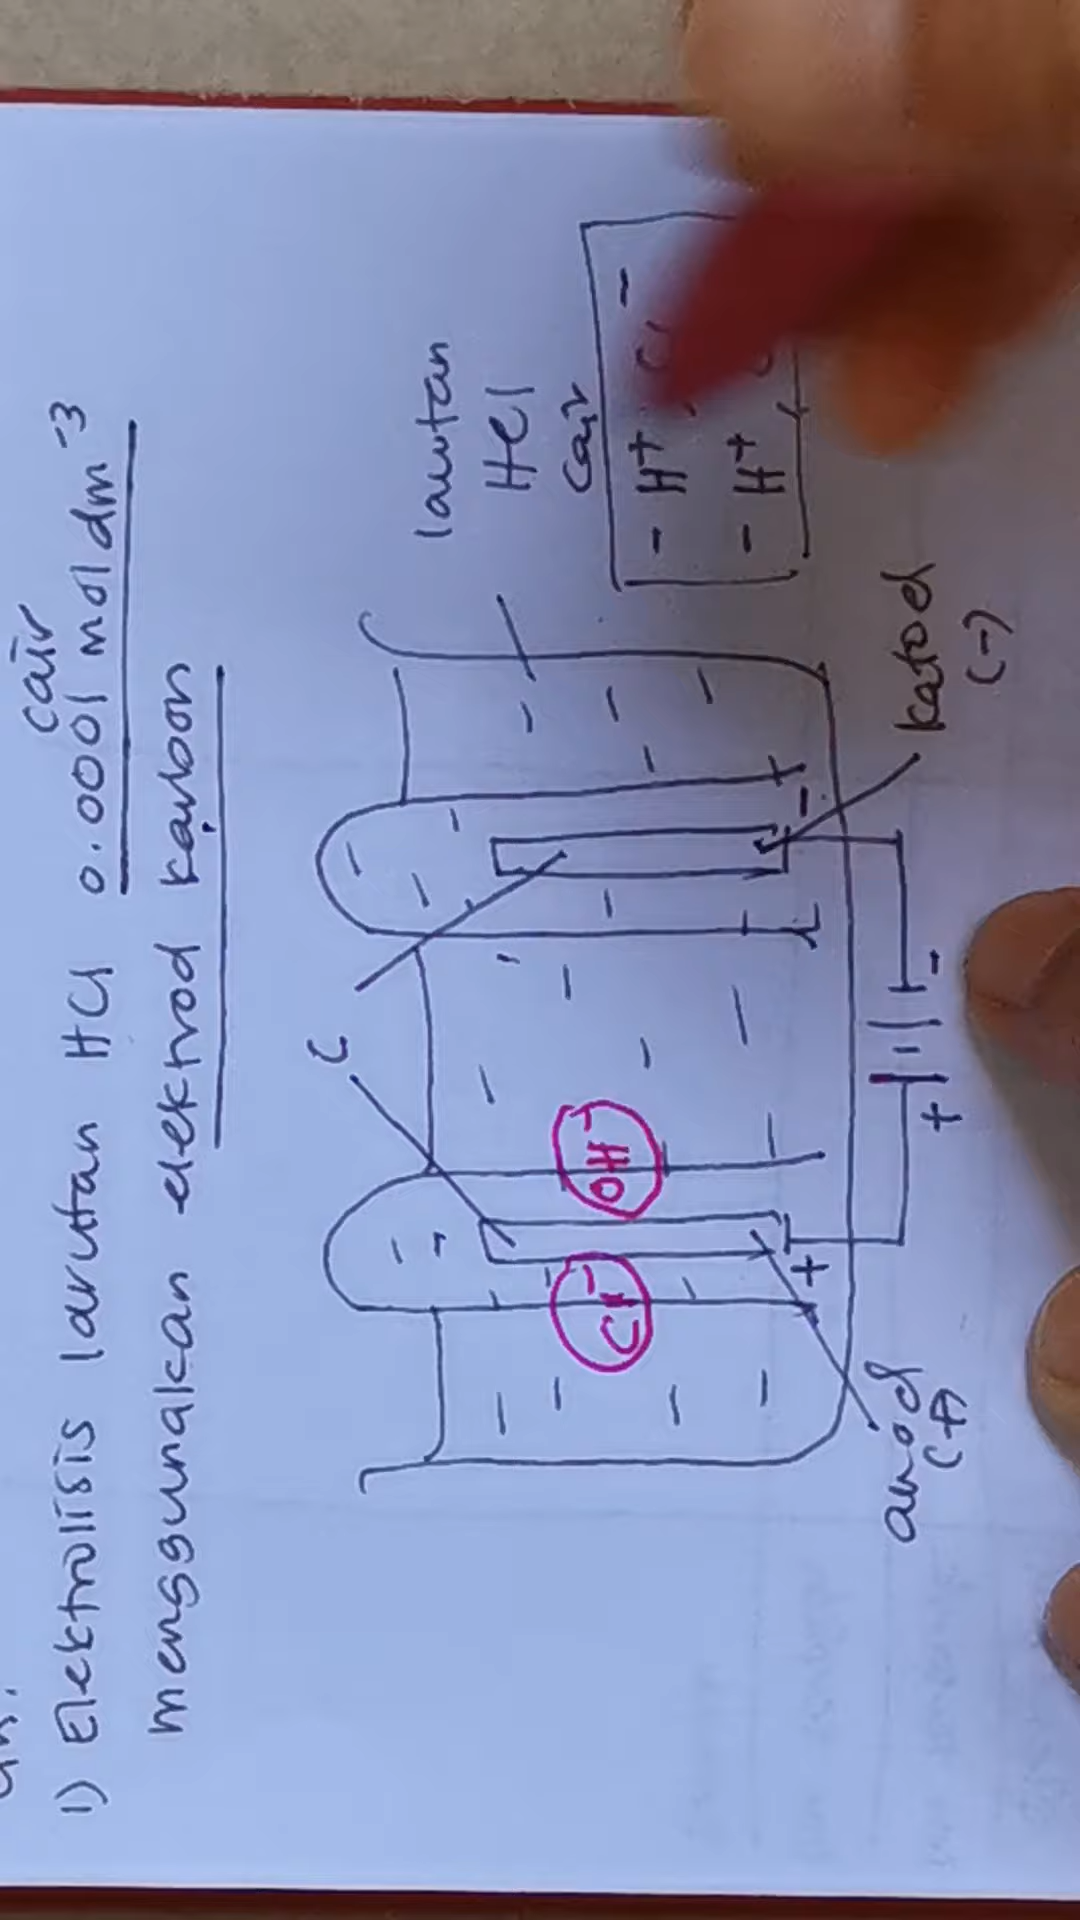 cair
1) Elektrolisis larutan HCl 0.0001 mol dm⁻³
menggunakan elektrod karbon
C
larutan
HCl
cair
- H⁺, Cl -
- H⁺
OH⁻
Cl⁻
+
-
+
-
anod
(+)
katod
(-)